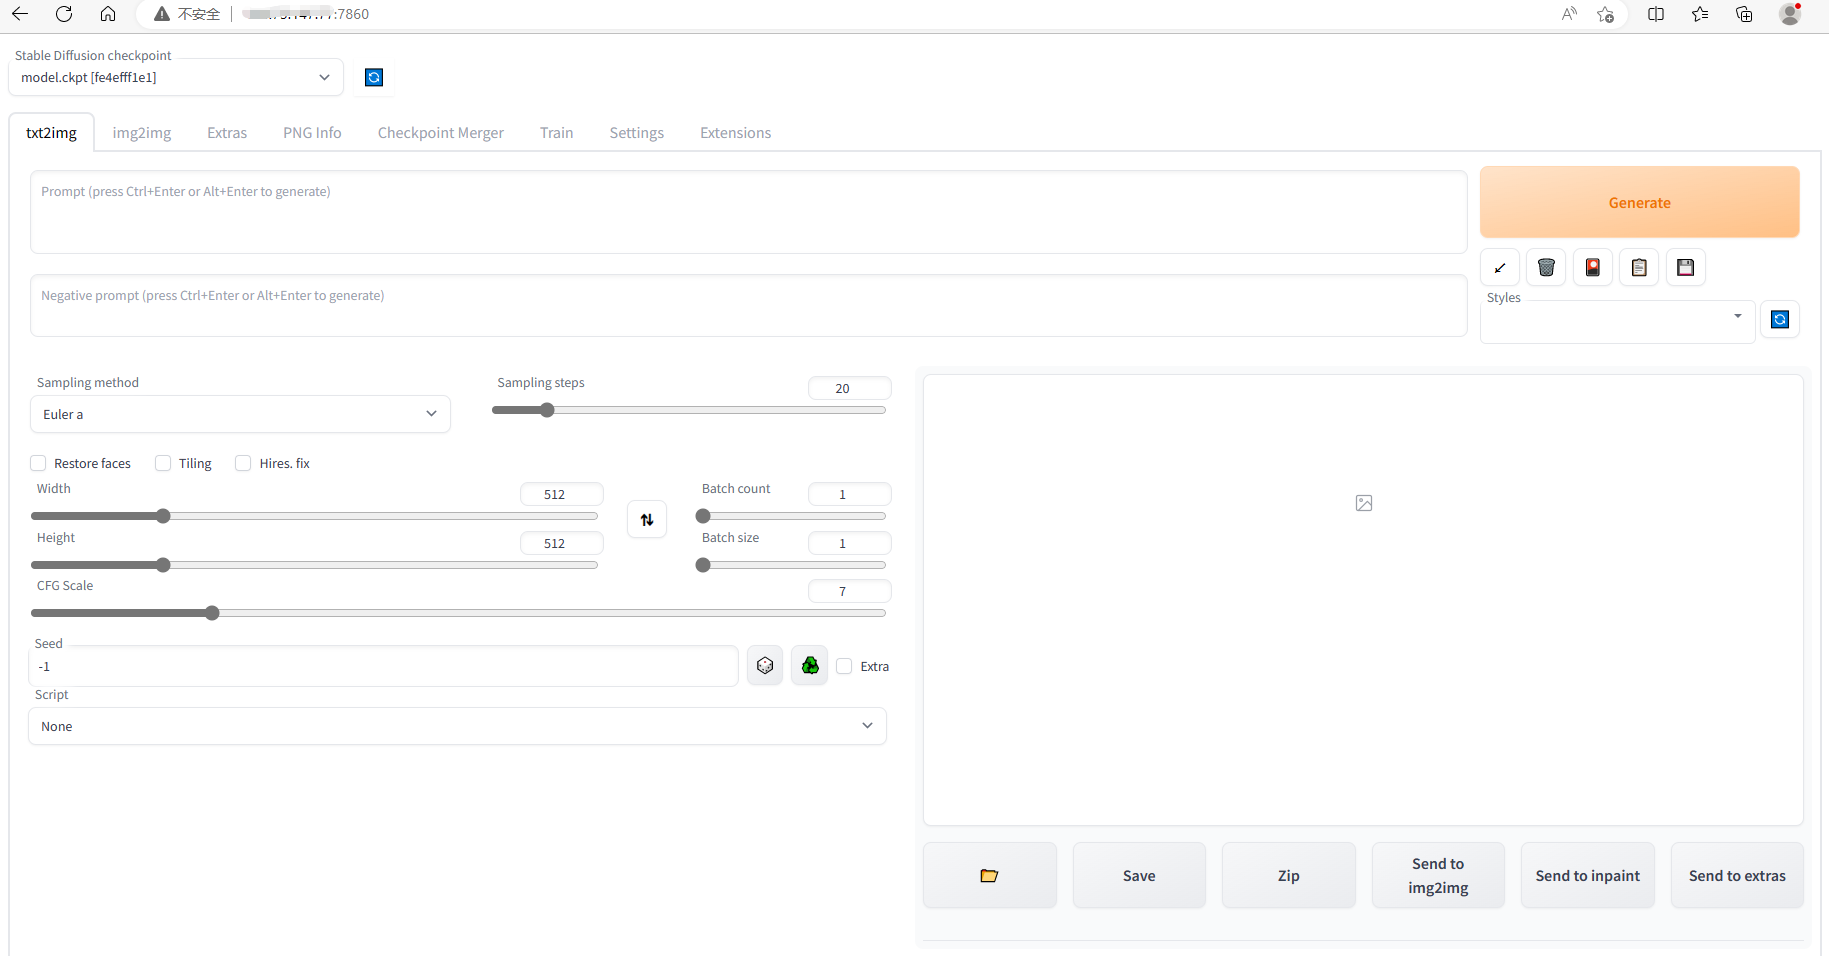 不安全
:7860
Stable Diffusion checkpoint
model.ckpt [fe4efff1e1]
txt2img img2img Extras PNG Info Checkpoint Merger Train Settings Extensions
Prompt (press Ctrl+Enter or Alt+Enter to generate)
Generate
Negative prompt (press Ctrl+Enter or Alt+Enter to generate)
Styles
Sampling method
Euler a
Sampling steps
20
Restore faces Tiling Hires. fix
Width
512
Batch count
1
Height
512
Batch size
1
CFG Scale
7
Seed
-1
Extra
Script
None
Save
Zip
Send to
img2img
Send to inpaint
Send to extras